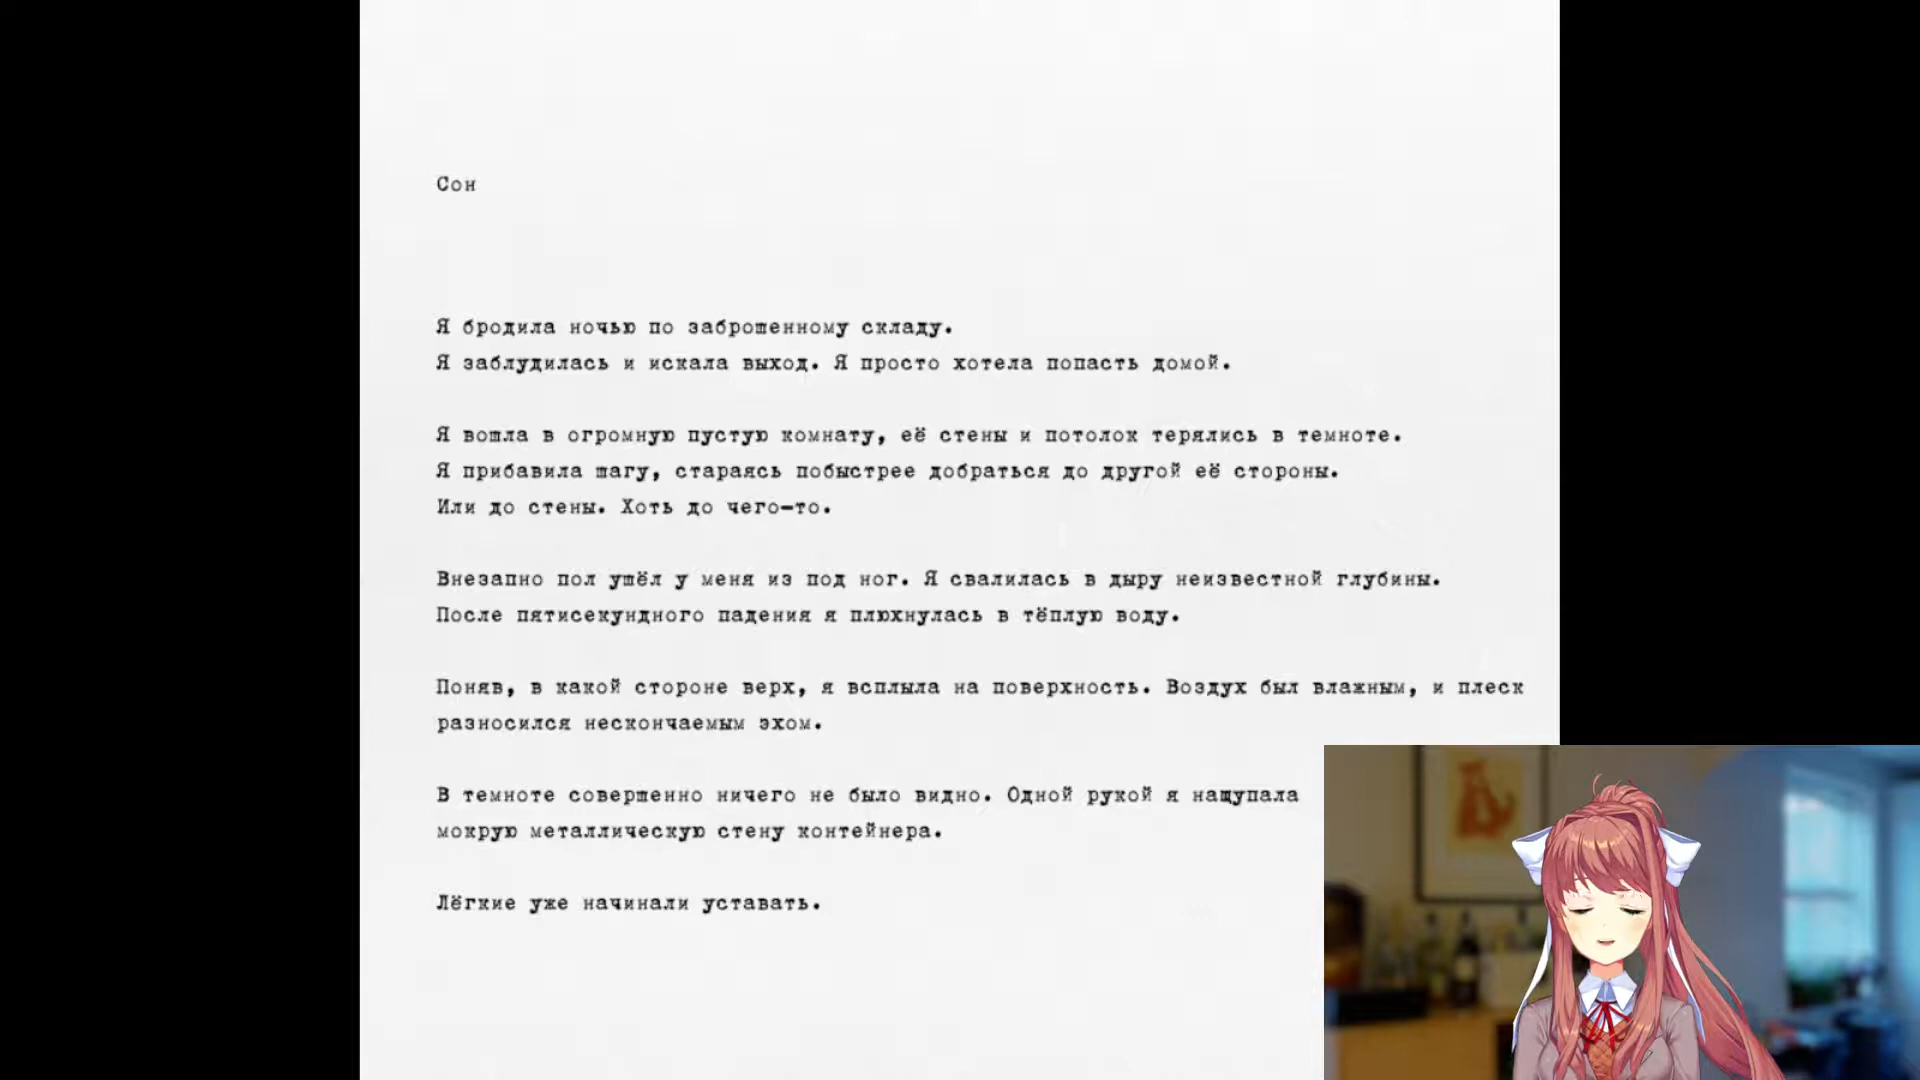 Сон
Я бродила ночью по заброшенному складу.
Я заблудилась и искала выход. Я просто хотела попасть домой.
Я вошла в огромную пустую комнату, её стены и потолок терялись в темноте.
Я прибавила шагу, стараясь побыстрее добраться до другой её стороны.
Или до стены. Хоть до чего-то.
Внезапно пол ушёл у меня из под ног. Я свалилась в дыру неизвестной глубины.
После пятисекундного падения я плюхнулась в тёплую воду.
Поняв, в какой стороне верх, я всплыла на поверхность. Воздух был влажным, и плеск
разносился нескончаемым эхом.
В темноте совершенно ничего не было видно. Одной рукой я нащупала
мокрую металлическую стену контейнера.
Лёгкие уже начинали уставать.